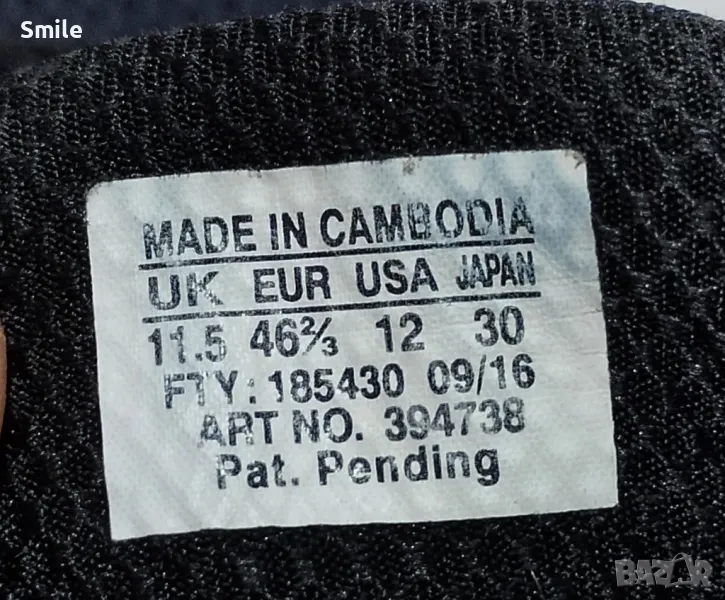 Smile
MADE IN CAMBODIA
UK EUR USA JAPAN
11.5 46⅔ 12 30
FTY: 185430 09/16
ART NO. 394738
Pat. Pending
BAZAR